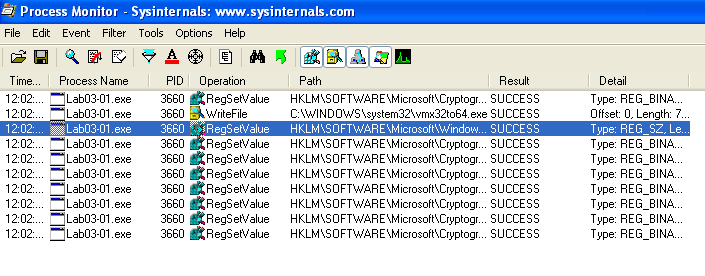 Process Monitor - Sysinternals: www.sysinternals.com
File Edit Event Filter Tools Options Help
Time... Process Name PID Operation Path Result Detail
12:02:... Lab03-01.exe 3660 RegSetValue HKLM\SOFTWARE\Microsoft\Cryptogr... SUCCESS Type: REG_BINA...
12:02:... Lab03-01.exe 3660 WriteFile C:\WINDOWS\system32\vmx32to64.exe SUCCESS Offset: 0, Length: 7...
12:02:... Lab03-01.exe 3660 RegSetValue HKLM\SOFTWARE\Microsoft\Window... SUCCESS Type: REG_SZ, Le...
12:02:... Lab03-01.exe 3660 RegSetValue HKLM\SOFTWARE\Microsoft\Cryptogr... SUCCESS Type: REG_BINA...
12:02:... Lab03-01.exe 3660 RegSetValue HKLM\SOFTWARE\Microsoft\Cryptogr... SUCCESS Type: REG_BINA...
12:02:... Lab03-01.exe 3660 RegSetValue HKLM\SOFTWARE\Microsoft\Cryptogr... SUCCESS Type: REG_BINA...
12:02:... Lab03-01.exe 3660 RegSetValue HKLM\SOFTWARE\Microsoft\Cryptogr... SUCCESS Type: REG_BINA...
12:02:... Lab03-01.exe 3660 RegSetValue HKLM\SOFTWARE\Microsoft\Cryptogr... SUCCESS Type: REG_BINA...
12:02:... Lab03-01.exe 3660 RegSetValue HKLM\SOFTWARE\Microsoft\Cryptogr... SUCCESS Type: REG_BINA...
12:02:... Lab03-01.exe 3660 RegSetValue HKLM\SOFTWARE\Microsoft\Cryptogr... SUCCESS Type: REG_BINA...